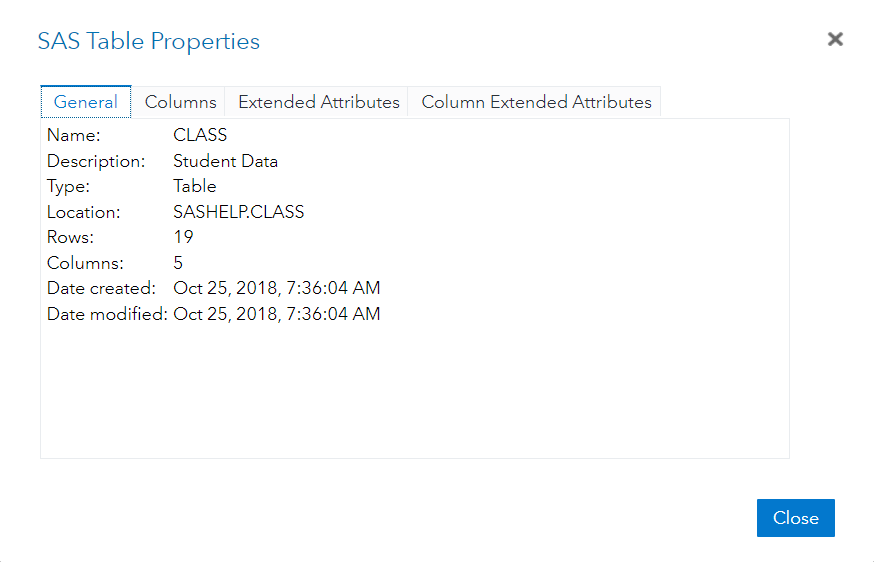 SAS Table Properties
General Columns Extended Attributes Column Extended Attributes
Name: CLASS
Description: Student Data
Type: Table
Location: SASHELP.CLASS
Rows: 19
Columns: 5
Date created: Oct 25, 2018, 7:36:04 AM
Date modified: Oct 25, 2018, 7:36:04 AM
Close